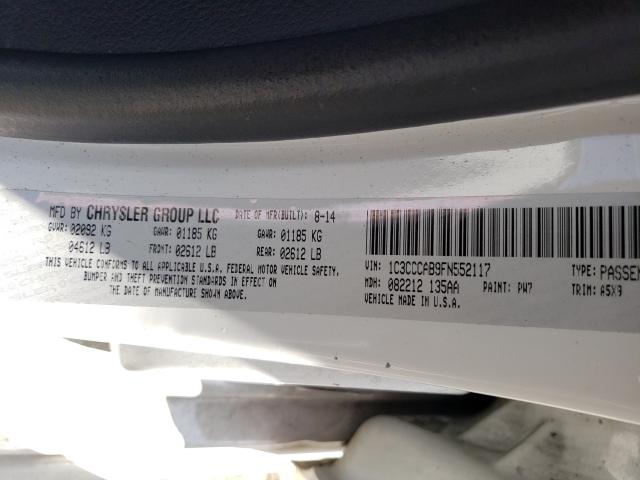 MFD BY CHRYSLER GROUP LLC DATE OF MFR(BUILT): 8-14
GVWR: 02092 KG FRONT: 01185 KG GAWR: 01185 KG
04612 LB FRONT: 02612 LB REAR: 02612 LB
THIS VEHICLE CONFORMS TO ALL APPLICABLE U.S.A. FEDERAL MOTOR VEHICLE SAFETY,
BUMPER AND THEFT PREVENTION STANDARDS IN EFFECT ON
THE DATE OF MANUFACTURE SHOWN ABOVE.
VIN: 1C3CCCAB9FN552117 TYPE: PASSEN
MDH: 082212 135AA PAINT: PW7 TRIM: A5X9
VEHICLE MADE IN U.S.A.